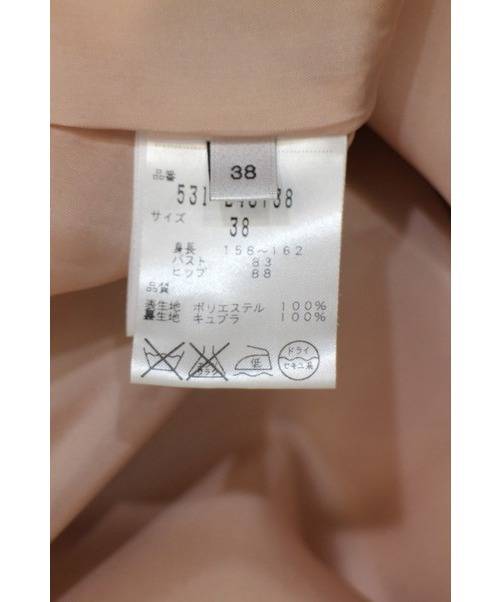 38
品番
サイズ
38
身長 156～162
バスト 83
ヒップ 88
品質
表生地 ポリエステル 100%
裏生地 キュプラ 100%
低
ドライ
セキユ系